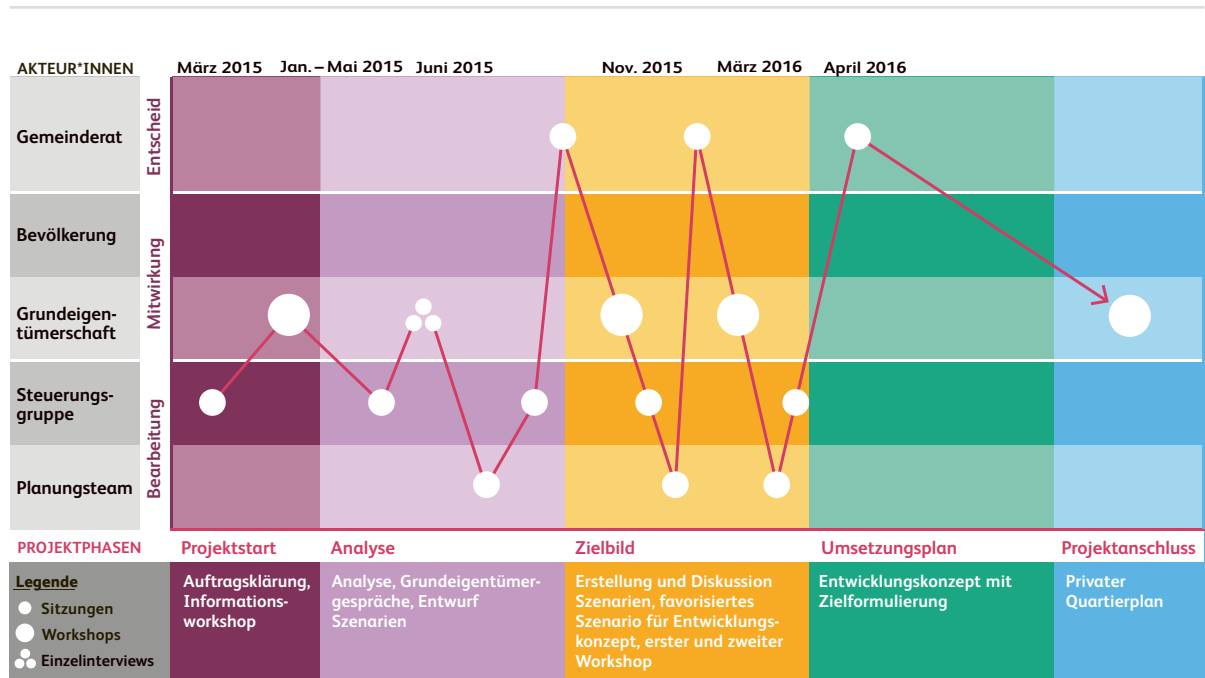 AKTEUR*INNEN
März 2015
Jan. – Mai 2015
Juni 2015
Nov. 2015
März 2016
April 2016
Gemeinderat
Bevölkerung
Grundeigen-
tümerschaft
Steuerungs-
gruppe
Planungsteam
Entscheid
Mitwirkung
Bearbeitung
PROJEKTPHASEN
Projektstart
Analyse
Zielbild
Umsetzungsplan
Projektanschluss
Legende
Sitzungen
Workshops
Einzelinterviews
Auftragsklärung,
Informations-
workshop
Analyse, Grundeigentümer-
gespräche, Entwurf
Szenarien
Erstellung und Diskussion
Szenarien, favorisiertes
Szenario für Entwicklungs-
konzept, erster und zweiter
Workshop
Entwicklungskonzept mit
Zielformulierung
Privater
Quartierplan